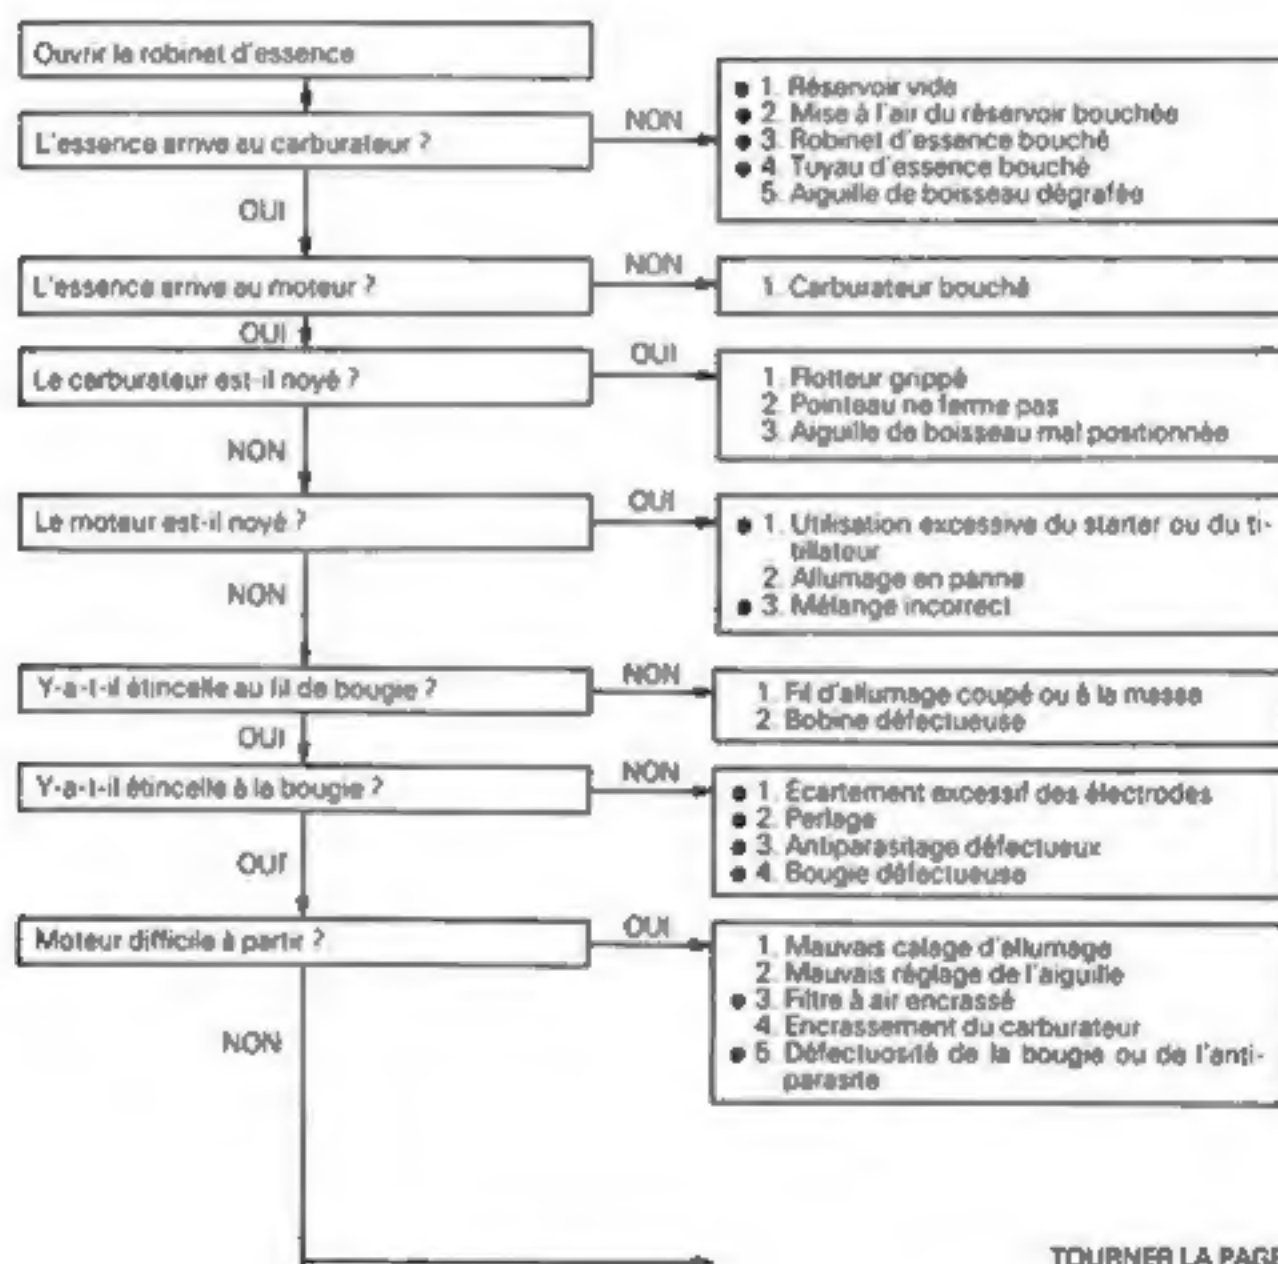 Ouvrir le robinet d'essence
L'essence arrive au carburateur ?
NON
● 1. Réservoir vide
● 2. Mise à l'air du réservoir bouchée
● 3. Robinet d'essence bouché
● 4. Tuyau d'essence bouché
5. Aiguille de boisseau dégrafée
OUI
L'essence arrive au moteur ?
NON
1. Carburateur bouché
OUI
Le carburateur est-il noyé ?
OUI
1. Flotteur grippé
2. Pointeau ne ferme pas
3. Aiguille de boisseau mal positionnée
NON
Le moteur est-il noyé ?
OUI
● 1. Utilisation excessive du starter ou du ti-
tillateur
2. Allumage en panne
● 3. Mélange incorrect
NON
Y-a-t-il étincelle au fil de bougie ?
NON
1. Fil d'allumage coupé ou à la masse
2. Bobine défectueuse
OUI
Y-a-t-il étincelle à la bougie ?
NON
● 1. Écartement excessif des électrodes
● 2. Perlage
● 3. Antiparasitage défectueux
● 4. Bougie défectueuse
OUI
Moteur difficile à partir ?
OUI
1. Mauvais calage d'allumage
2. Mauvais réglage de l'aiguille
● 3. Filtre à air encrassé
4. Encrassement du carburateur
● 5. Défectuosité de la bougie ou de l'anti-
parasite
NON
TOURNER LA PAGE